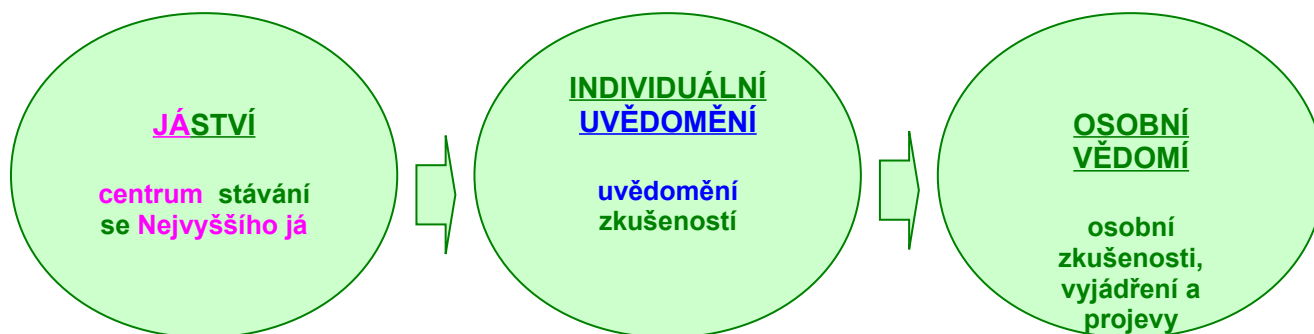 JÁSTVÍ
centrum stávání
se Nejvyššího já
INDIVIDUÁLNÍ
UVĚDOMĚNÍ
uvědomění
zkušeností
OSOBNÍ
VĚDOMÍ
osobní
zkušenosti,
vyjádření a
projevy